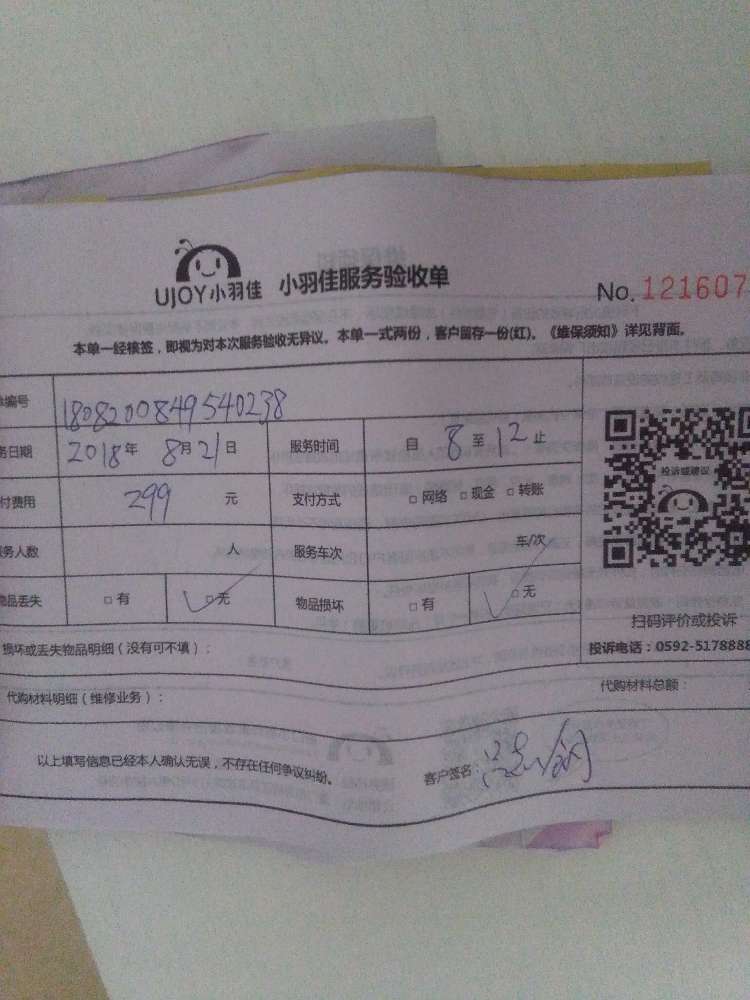 UJOY小羽佳 小羽佳服务验收单
No. 121607
本单一经核签，即视为对本次服务验收无异议。本单一式两份，客户留存一份(红)。《维保须知》详见背面。
编号 1808200849540238
务日期 2018年 8月21日 服务时间 自 8 至 12 止
付费用 299 元 支付方式 □网络 □现金 □转账
务人数 人 服务车次 车/次
物品丢失 □有 □无 物品损坏 □有 □无
投诉或建议
扫码评价或投诉
投诉电话：0592-5178888
损坏或丢失物品明细（没有可不填）：
代购材料明细（维修业务）： 代购材料总额：
以上填写信息已经本人确认无误，不存在任何争议纠纷。 客户签名：